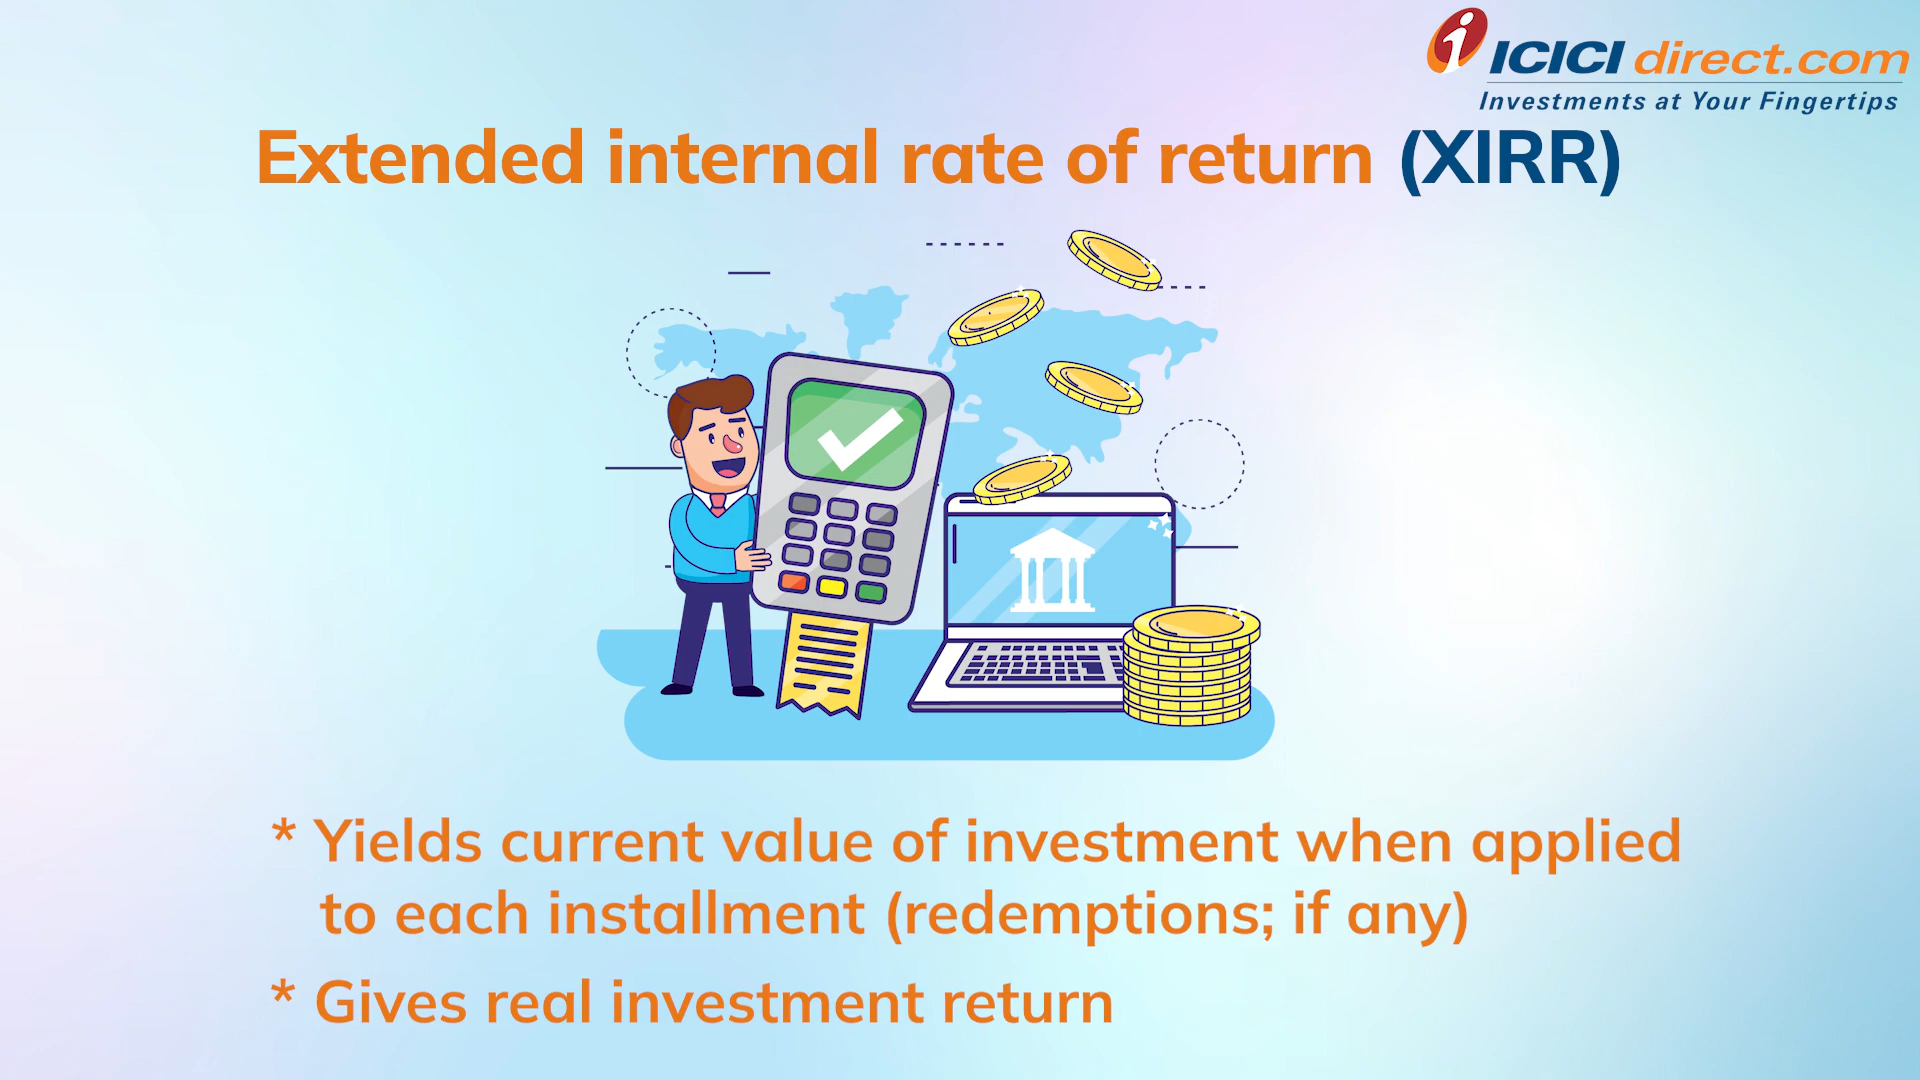 ICICI direct.com
Investments at Your Fingertips
Extended internal rate of return (XIRR)
* Yields current value of investment when applied
to each installment (redemptions; if any)
* Gives real investment return